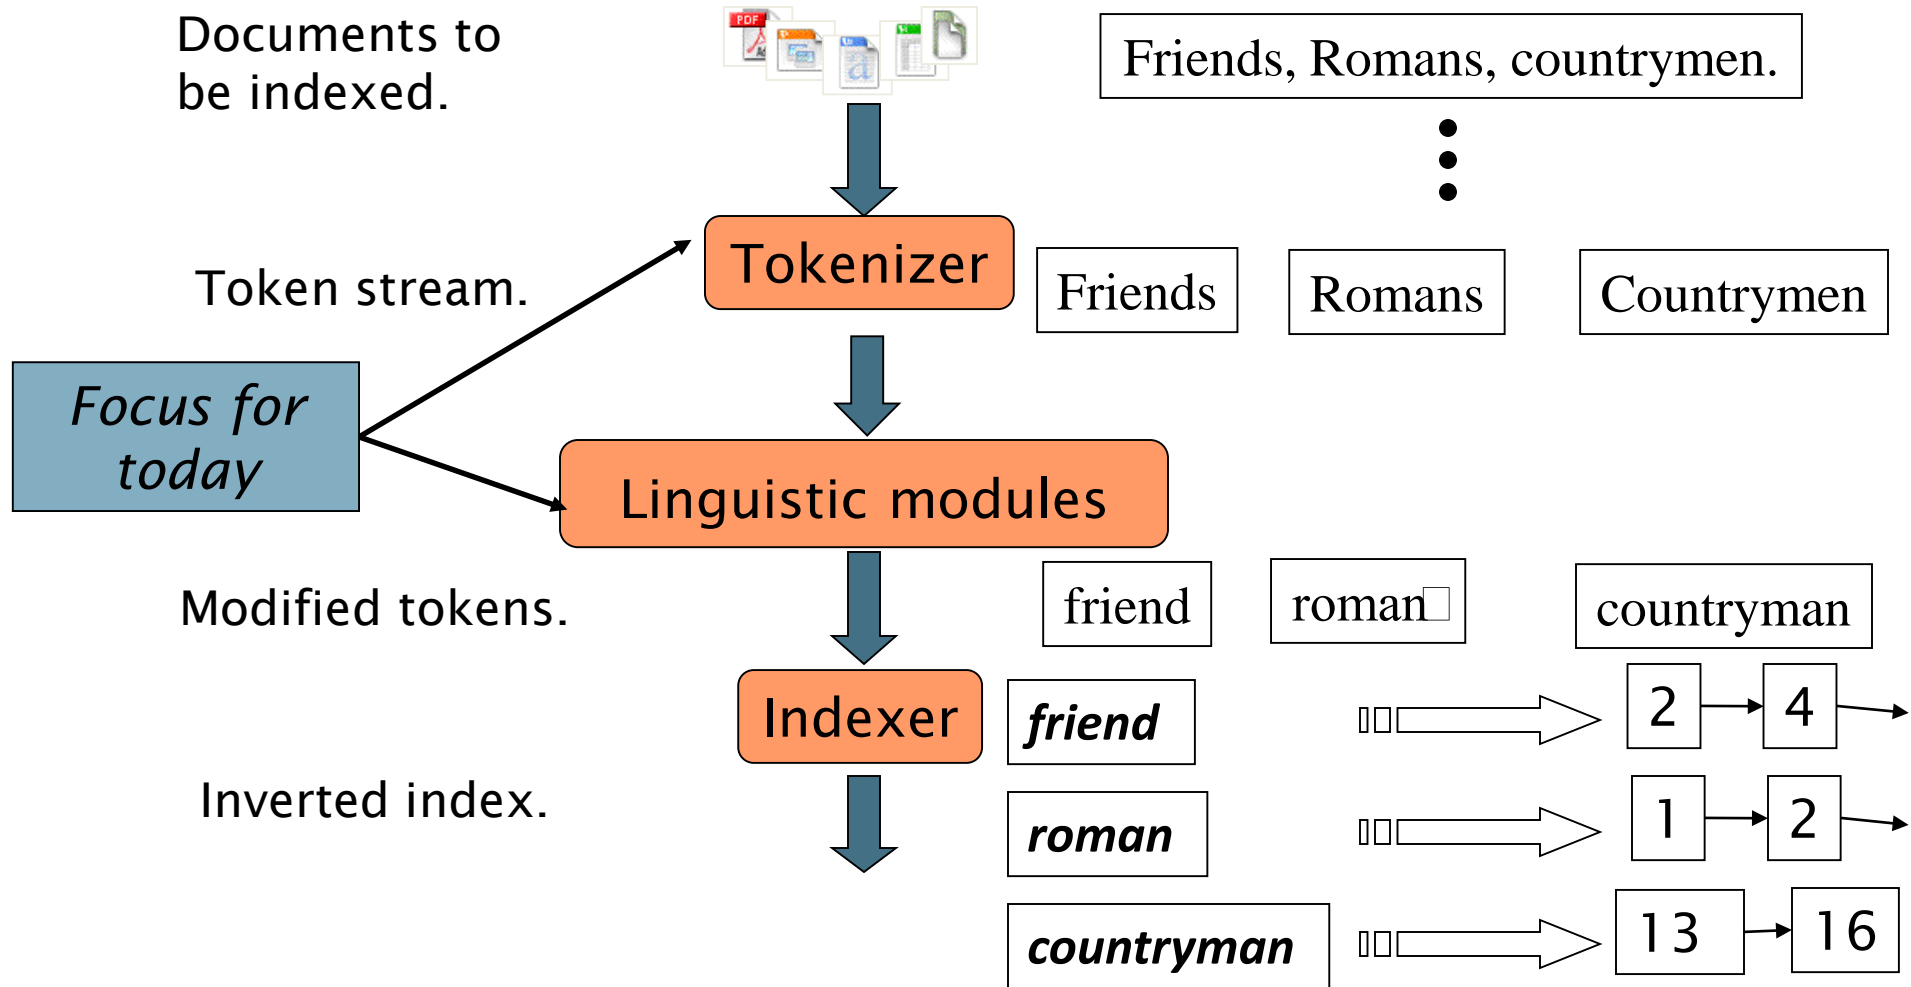 Documents to
be indexed.
PDF
Friends, Romans, countrymen.
Tokenizer
Token stream.
Friends
Romans
Countrymen
Focus for
today
Linguistic modules
Modified tokens.
friend
roman
countryman
Indexer
friend
2
4
Inverted index.
roman
1
2
countryman
13
16